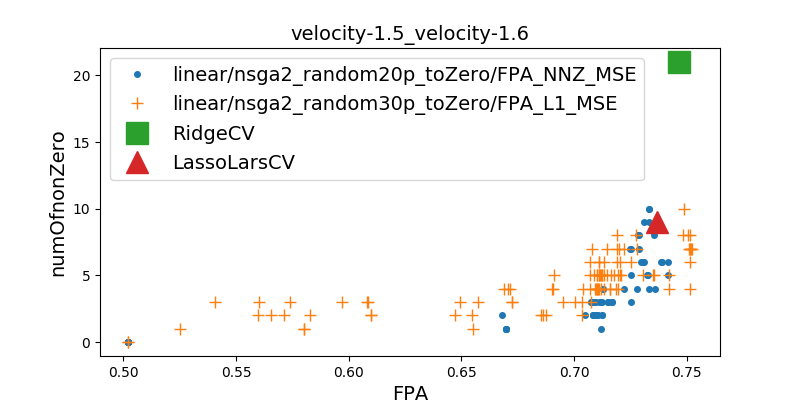 velocity-1.5_velocity-1.6
linear/nsga2_random20p_toZero/FPA_NNZ_MSE
linear/nsga2_random30p_toZero/FPA_L1_MSE
RidgeCV
LassoLarsCV
numOfnonZero
20
15
10
5
0
0.50 0.55 0.60 0.65 0.70 0.75
FPA